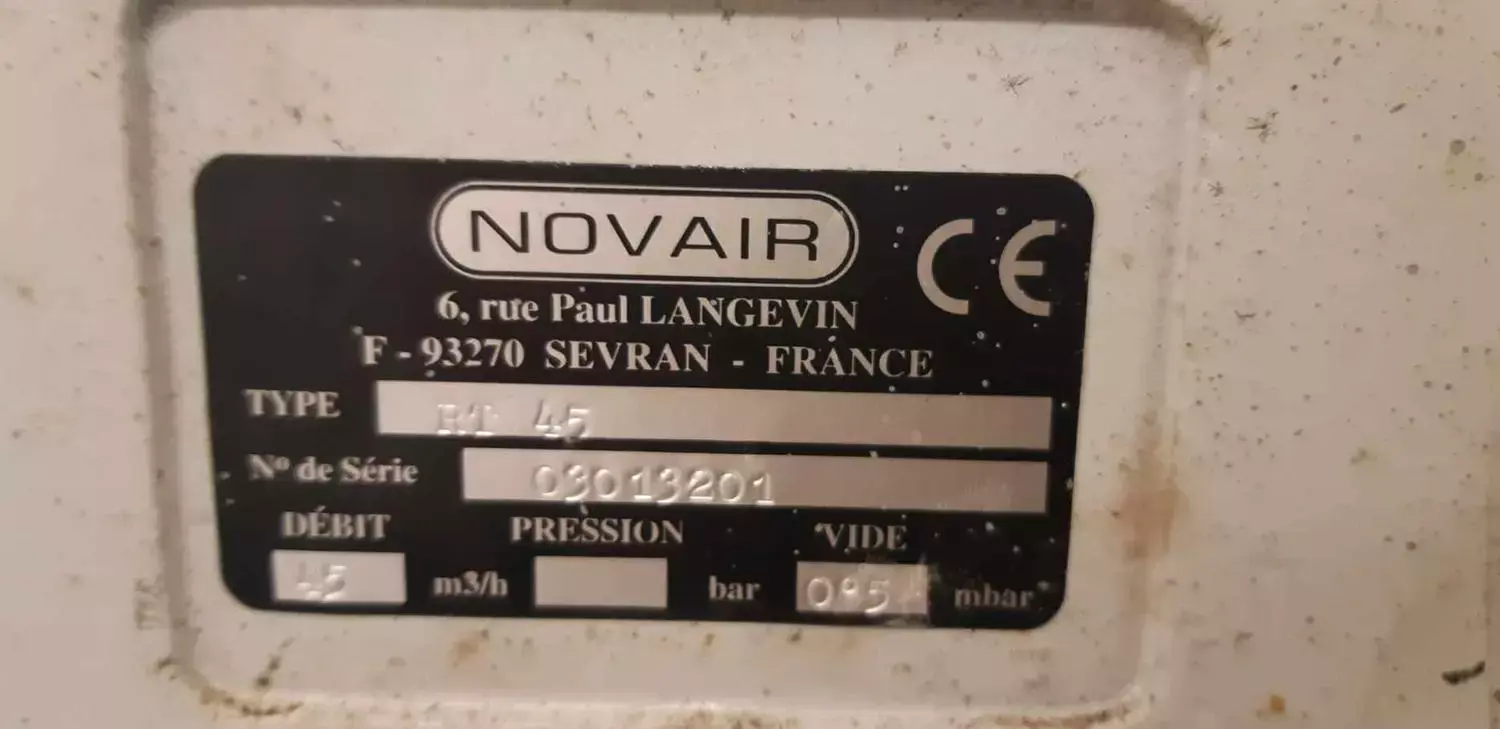 NOVAIR
CE
6, rue Paul LANGEVIN
F - 93270 SEVRAN - FRANCE
TYPE RT 45
Nº de Série 03013201
DÉBIT PRESSION VIDE
45 m3/h bar mbar